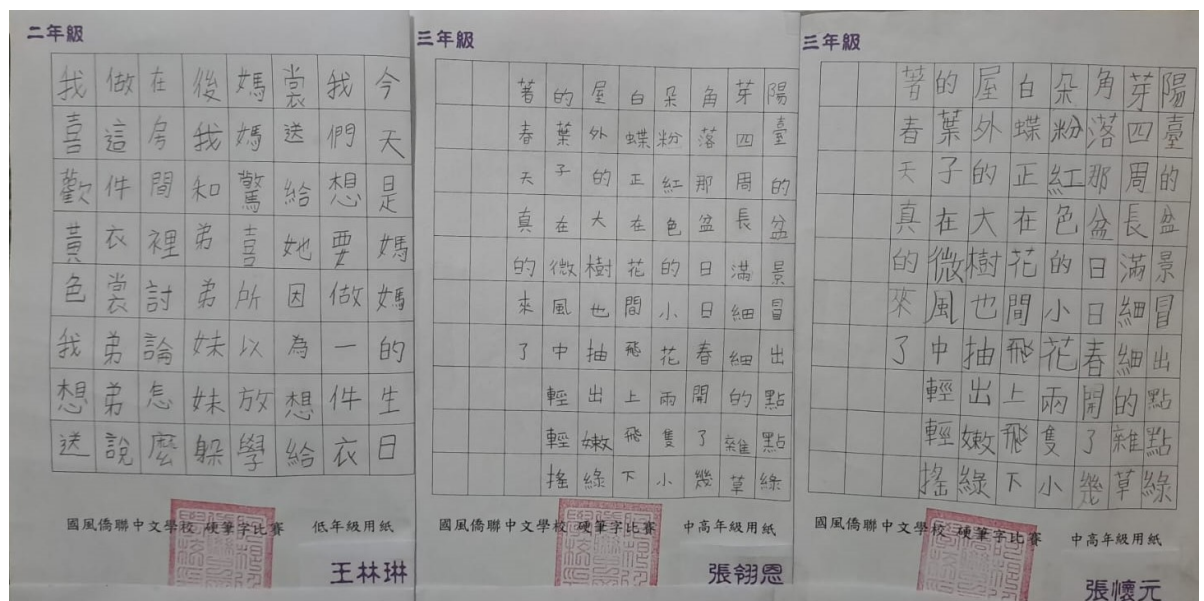 二年級
今天是媽媽的生日
我們想要做一件衣
裳送給她因為想給
媽媽驚喜所以放學
後我和弟弟妹妹躲
在房間裡討論怎麼
做這件衣裳弟弟說
我喜歡黃色我想送
國風僑聯中文學校 硬筆字比賽 低年級用紙
王林琳
三年級
陽臺的盆景冒出點點綠
芽四周長滿細細的雜草
角落那盆日日春開了幾
朵粉紅色的小花兩隻小
白蝶正在花間飛上飛下
屋外的大樹也抽出嫩綠
的葉子在微風中輕輕搖
著春天真的來了
國風僑聯中文學校 硬筆字比賽 中高年級用紙
張翎恩
三年級
陽臺的盆景冒出點點綠
芽四周長滿細細的雜草
角落那盆日日春開了幾
朵粉紅色的小花兩隻小
白蝶正在花間飛上飛下
屋外的大樹也抽出嫩綠
的葉子在微風中輕輕搖
著春天真的來了
國風僑聯中文學校 硬筆字比賽 中高年級用紙
張懷元